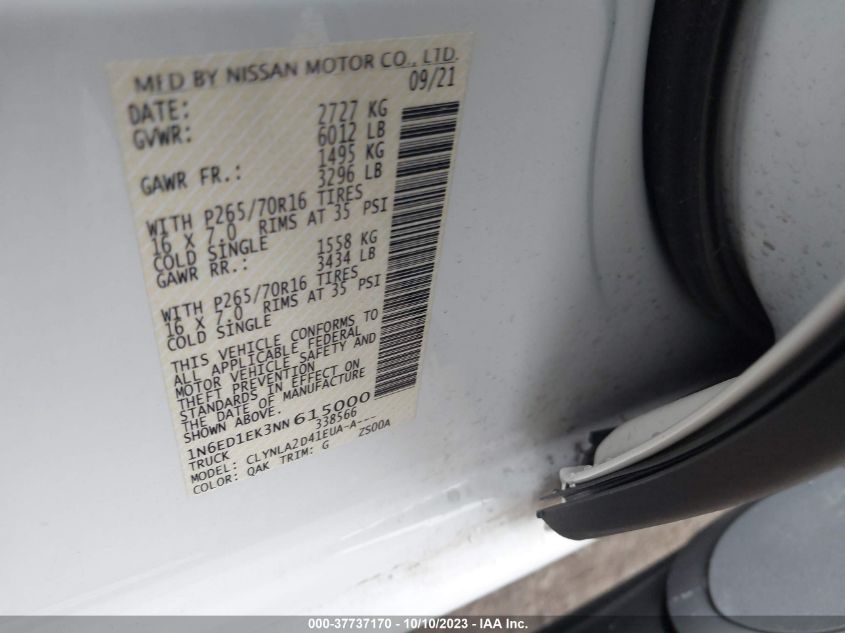 MFD BY NISSAN MOTOR CO., LTD.
DATE: 09/21
GVWR: 2727 KG
6012 LB
GAWR FR.: 1495 KG
3296 LB
WITH P265/70R16 TIRES
16 X 7.0 RIMS AT 35 PSI
COLD SINGLE
GAWR RR.: 1558 KG
3434 LB
WITH P265/70R16 TIRES
16 X 7.0 RIMS AT 35 PSI
COLD SINGLE
THIS VEHICLE CONFORMS TO
ALL APPLICABLE FEDERAL
MOTOR VEHICLE SAFETY AND
THEFT PREVENTION
STANDARDS IN EFFECT ON
THE DATE OF MANUFACTURE
SHOWN ABOVE.
1N6ED1EK3NN 615000
TRUCK 338566
MODEL: CLYNLA2D41EUA-A---
COLOR: QAK TRIM: G ZS00A
000-37737170 - 10/10/2023 - IAAI Inc.